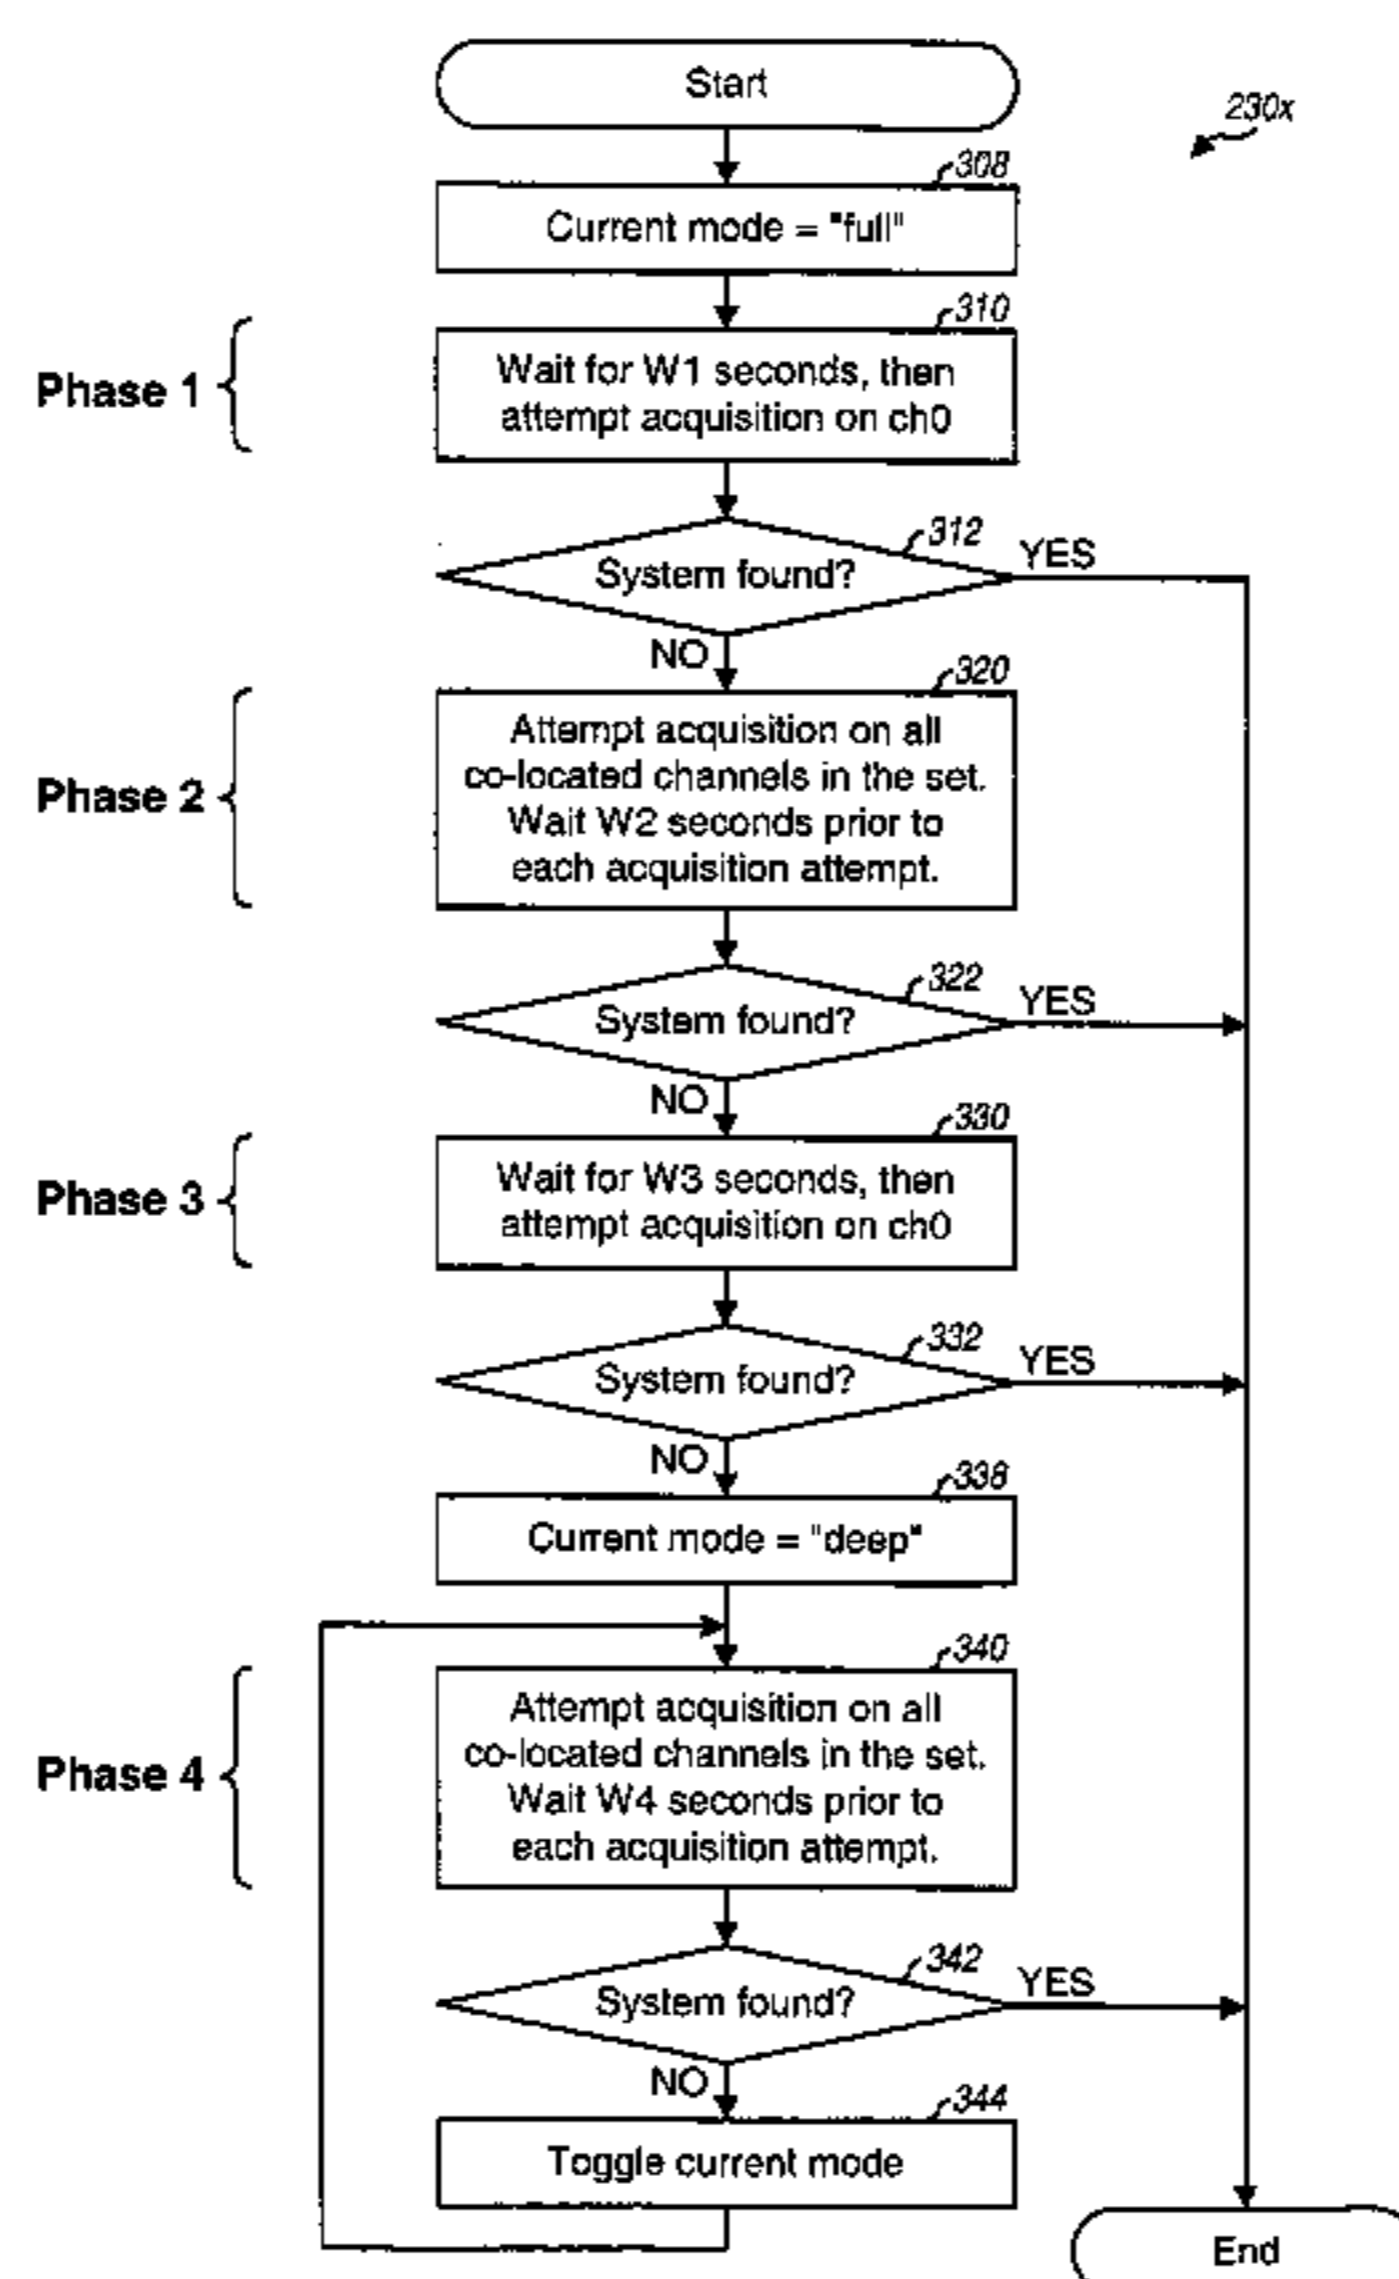 Start
230x
308
Current mode = "full"
310
Phase 1
Wait for W1 seconds, then
attempt acquisition on ch0
312
System found?
YES
NO
320
Phase 2
Attempt acquisition on all
co-located channels in the set.
Wait W2 seconds prior to
each acquisition attempt.
322
System found?
YES
NO
330
Phase 3
Wait for W3 seconds, then
attempt acquisition on ch0
332
System found?
YES
NO
338
Current mode = "deep"
340
Phase 4
Attempt acquisition on all
co-located channels in the set.
Wait W4 seconds prior to
each acquisition attempt.
342
System found?
YES
NO
344
Toggle current mode
End